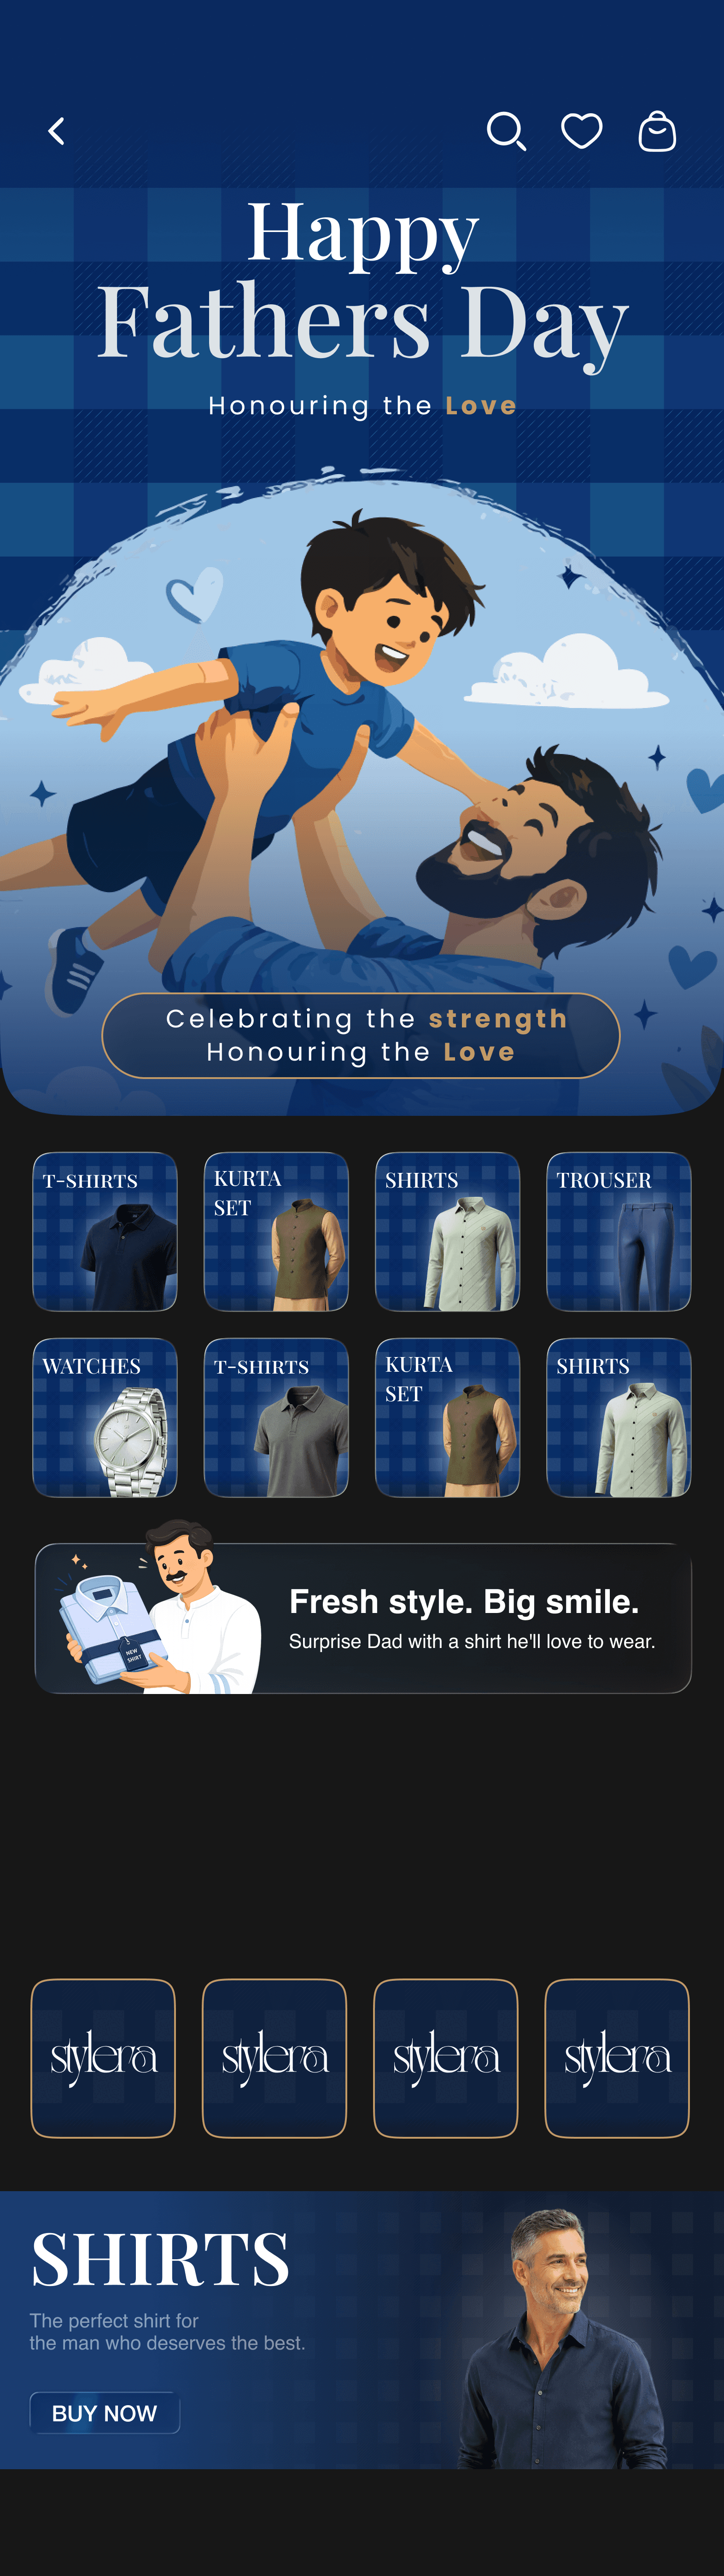 Happy
Fathers Day
Honouring the Love
Celebrating the strength
Honouring the Love
T-SHIRTS
KURTA
SET
SHIRTS
TROUSER
WATCHES
T-SHIRTS
KURTA
SET
SHIRTS
NEW
SHIRT
Fresh style. Big smile.
Surprise Dad with a shirt he'll love to wear.
stylera
stylera
stylera
stylera
SHIRTS
The perfect shirt for
the man who deserves the best.
BUY NOW